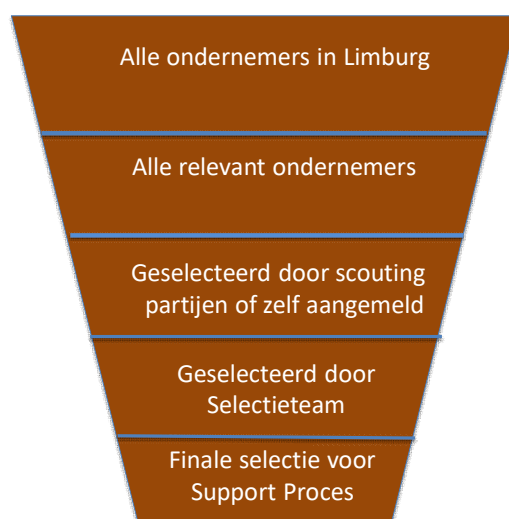 Alle ondernemers in Limburg
Alle relevant ondernemers
Geselecteerd door scouting
partijen of zelf aangemeld
Geselecteerd door
Selectieteam
Finale selectie voor
Support Proces